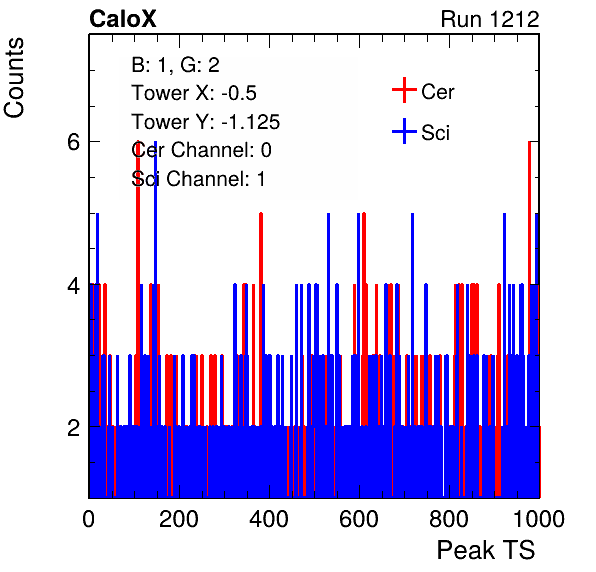 CaloX Run 1212
Counts
B: 1, G: 2
Tower X: -0.5
Tower Y: -1.125
Cer Channel: 0
Sci Channel: 1
Cer
Sci
6
4
2
0 200 400 600 800 1000
Peak TS